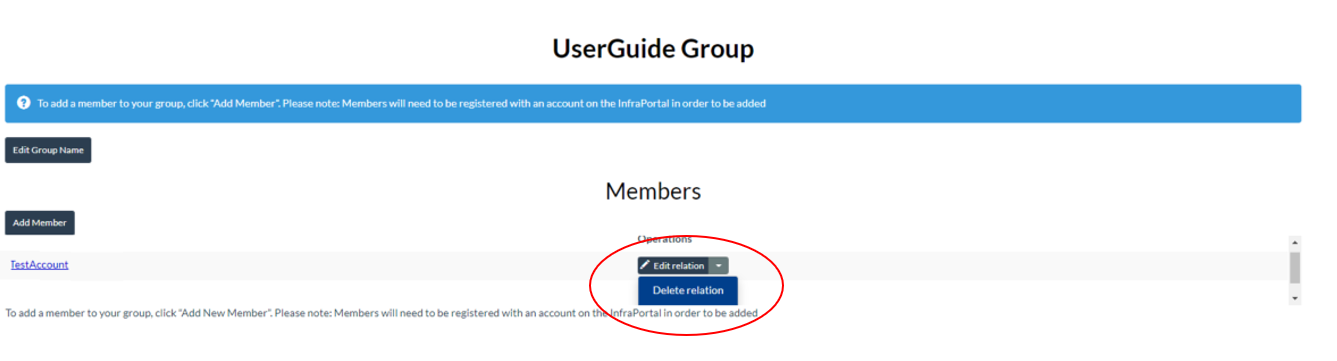 UserGuide Group
To add a member to your group, click "Add Member". Please note: Members will need to be registered with an account on the InfraPortal in order to be added
Edit Group Name
Members
Add Member
Operations
TestAccount
Edit relation
Delete relation
To add a member to your group, click "Add New Member". Please note: Members will need to be registered with an account on the InfraPortal in order to be added